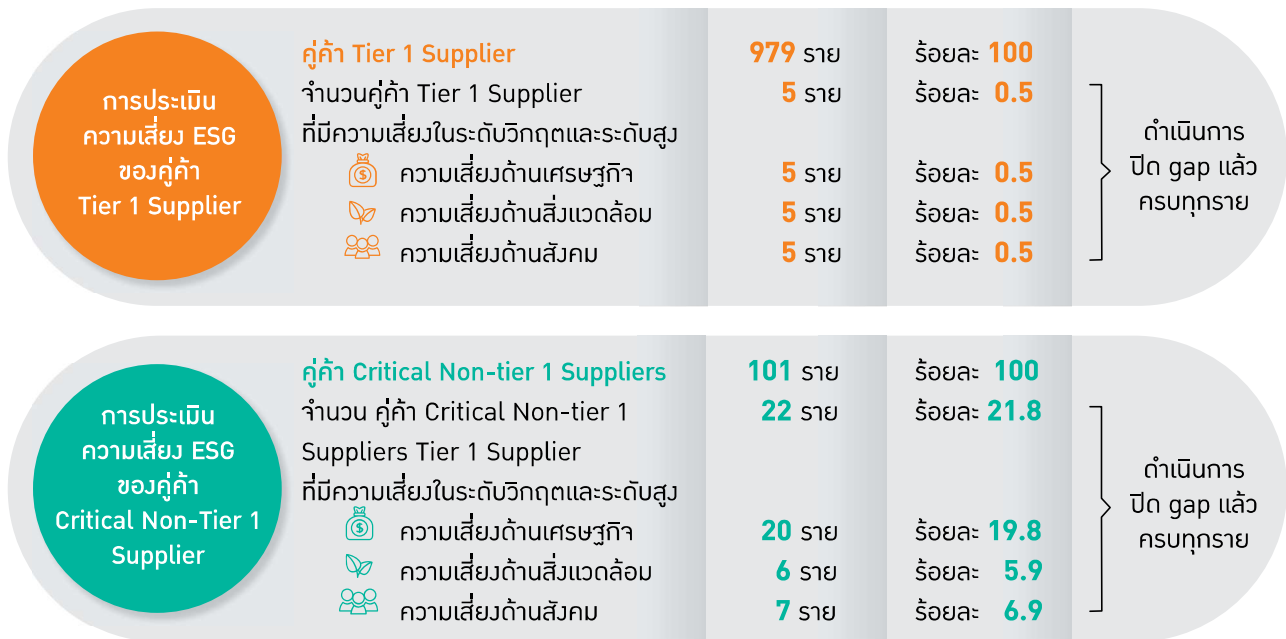 การประเมิน
ความเสี่ยง ESG
ของคู่ค้า
Tier 1 Supplier
คู่ค้า Tier 1 Supplier 979 ราย ร้อยละ 100
จำนวนคู่ค้า Tier 1 Supplier 5 ราย ร้อยละ 0.5
ที่มีความเสี่ยงในระดับวิกฤตและระดับสูง
ความเสี่ยงด้านเศรษฐกิจ 5 ราย ร้อยละ 0.5
ความเสี่ยงด้านสิ่งแวดล้อม 5 ราย ร้อยละ 0.5
ความเสี่ยงด้านสังคม 5 ราย ร้อยละ 0.5
ดำเนินการ
ปิด gap แล้ว
ครบทุกราย
การประเมิน
ความเสี่ยง ESG
ของคู่ค้า
Critical Non-Tier 1
Supplier
คู่ค้า Critical Non-tier 1 Suppliers 101 ราย ร้อยละ 100
จำนวน คู่ค้า Critical Non-tier 1 22 ราย ร้อยละ 21.8
Suppliers Tier 1 Supplier
ที่มีความเสี่ยงในระดับวิกฤตและระดับสูง
ความเสี่ยงด้านเศรษฐกิจ 20 ราย ร้อยละ 19.8
ความเสี่ยงด้านสิ่งแวดล้อม 6 ราย ร้อยละ 5.9
ความเสี่ยงด้านสังคม 7 ราย ร้อยละ 6.9
ดำเนินการ
ปิด gap แล้ว
ครบทุกราย